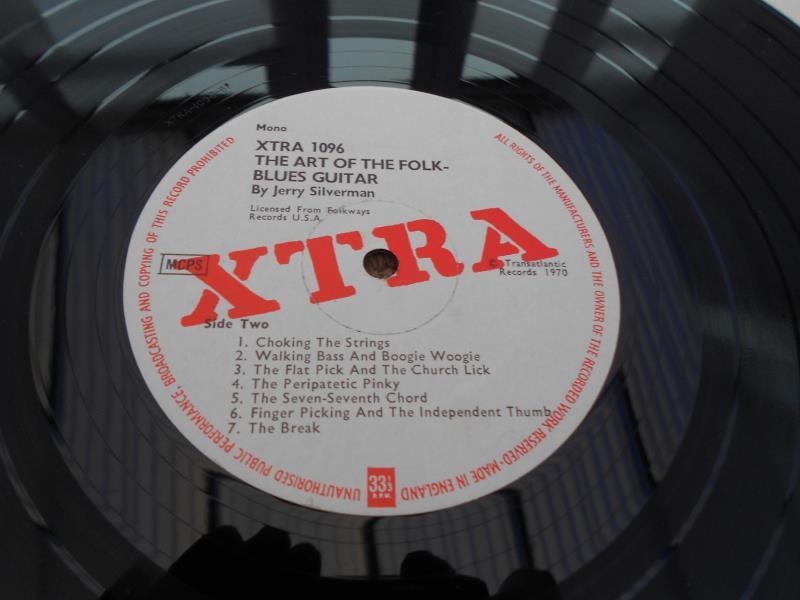 Mono
XTRA 1096
THE ART OF THE FOLK-
BLUES GUITAR
By Jerry Silverman
Licensed From Folkways
Records U.S.A.
XTRA
MCPS
© Transatlantic
Records 1970
Side Two
1. Choking The Strings
2. Walking Bass And Boogie Woogie
3. The Flat Pick And The Church Lick
4. The Peripatetic Pinky
5. The Seven-Seventh Chord
6. Finger Picking And The Independent Thumb
7. The Break
ALL RIGHTS OF THE MANUFACTURERS AND THE OWNER OF THE RECORDED WORK RESERVED·MADE IN ENGLAND
33⅓
R.P.M.
UNAUTHORISED PUBLIC PERFORMANCE, BROADCASTING AND COPYING OF THIS RECORD PROHIBITED